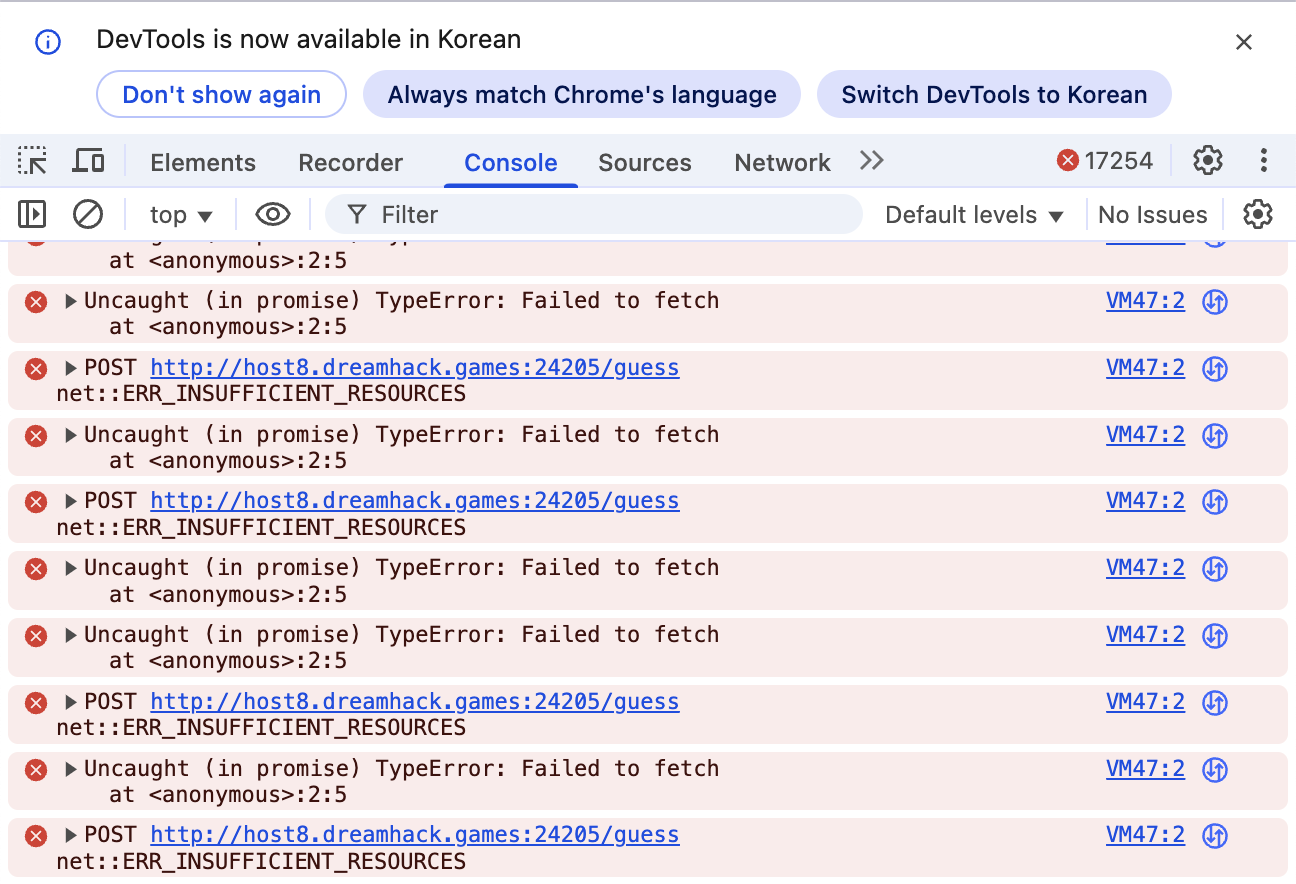 DevTools is now available in Korean
Don't show again
Always match Chrome's language
Switch DevTools to Korean
Elements
Recorder
Console
Sources
Network
17254
top
Filter
Default levels
No Issues
at <anonymous>:2:5
Uncaught (in promise) TypeError: Failed to fetch VM47:2
at <anonymous>:2:5
POST http://host8.dreamhack.games:24205/guess VM47:2
net::ERR_INSUFFICIENT_RESOURCES
Uncaught (in promise) TypeError: Failed to fetch VM47:2
at <anonymous>:2:5
POST http://host8.dreamhack.games:24205/guess VM47:2
net::ERR_INSUFFICIENT_RESOURCES
Uncaught (in promise) TypeError: Failed to fetch VM47:2
at <anonymous>:2:5
Uncaught (in promise) TypeError: Failed to fetch VM47:2
at <anonymous>:2:5
POST http://host8.dreamhack.games:24205/guess VM47:2
net::ERR_INSUFFICIENT_RESOURCES
Uncaught (in promise) TypeError: Failed to fetch VM47:2
at <anonymous>:2:5
POST http://host8.dreamhack.games:24205/guess VM47:2
net::ERR_INSUFFICIENT_RESOURCES